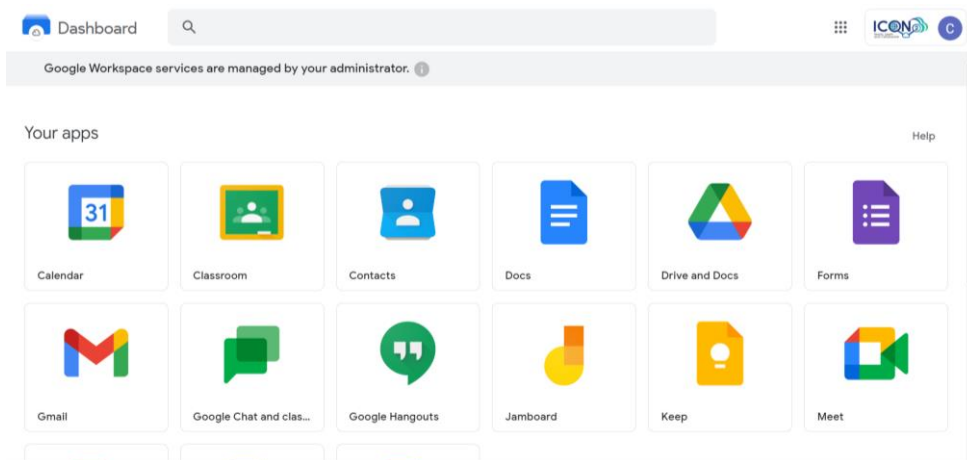 Dashboard
ICON
C
Google Workspace services are managed by your administrator.
Your apps
Help
31
Calendar
Classroom
Contacts
Docs
Drive and Docs
Forms
Gmail
Google Chat and clas...
Google Hangouts
Jamboard
Keep
Meet